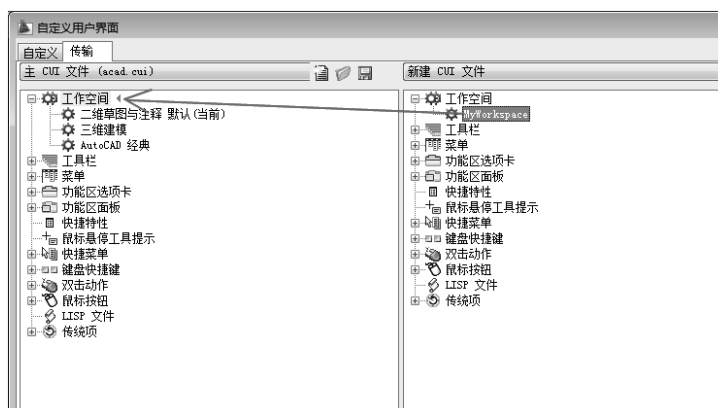 自定义用户界面
自定义 传输
主 CUI 文件 (acad.cui)
工作空间
二维草图与注释 默认(当前)
三维建模
AutoCAD 经典
工具栏
菜单
功能区选项卡
功能区面板
快捷特性
鼠标悬停工具提示
快捷菜单
键盘快捷键
双击动作
鼠标按钮
LISP 文件
传统项
新建 CUI 文件
工作空间
MyWorkspace
工具栏
菜单
功能区选项卡
功能区面板
快捷特性
鼠标悬停工具提示
快捷菜单
键盘快捷键
双击动作
鼠标按钮
LISP 文件
传统项